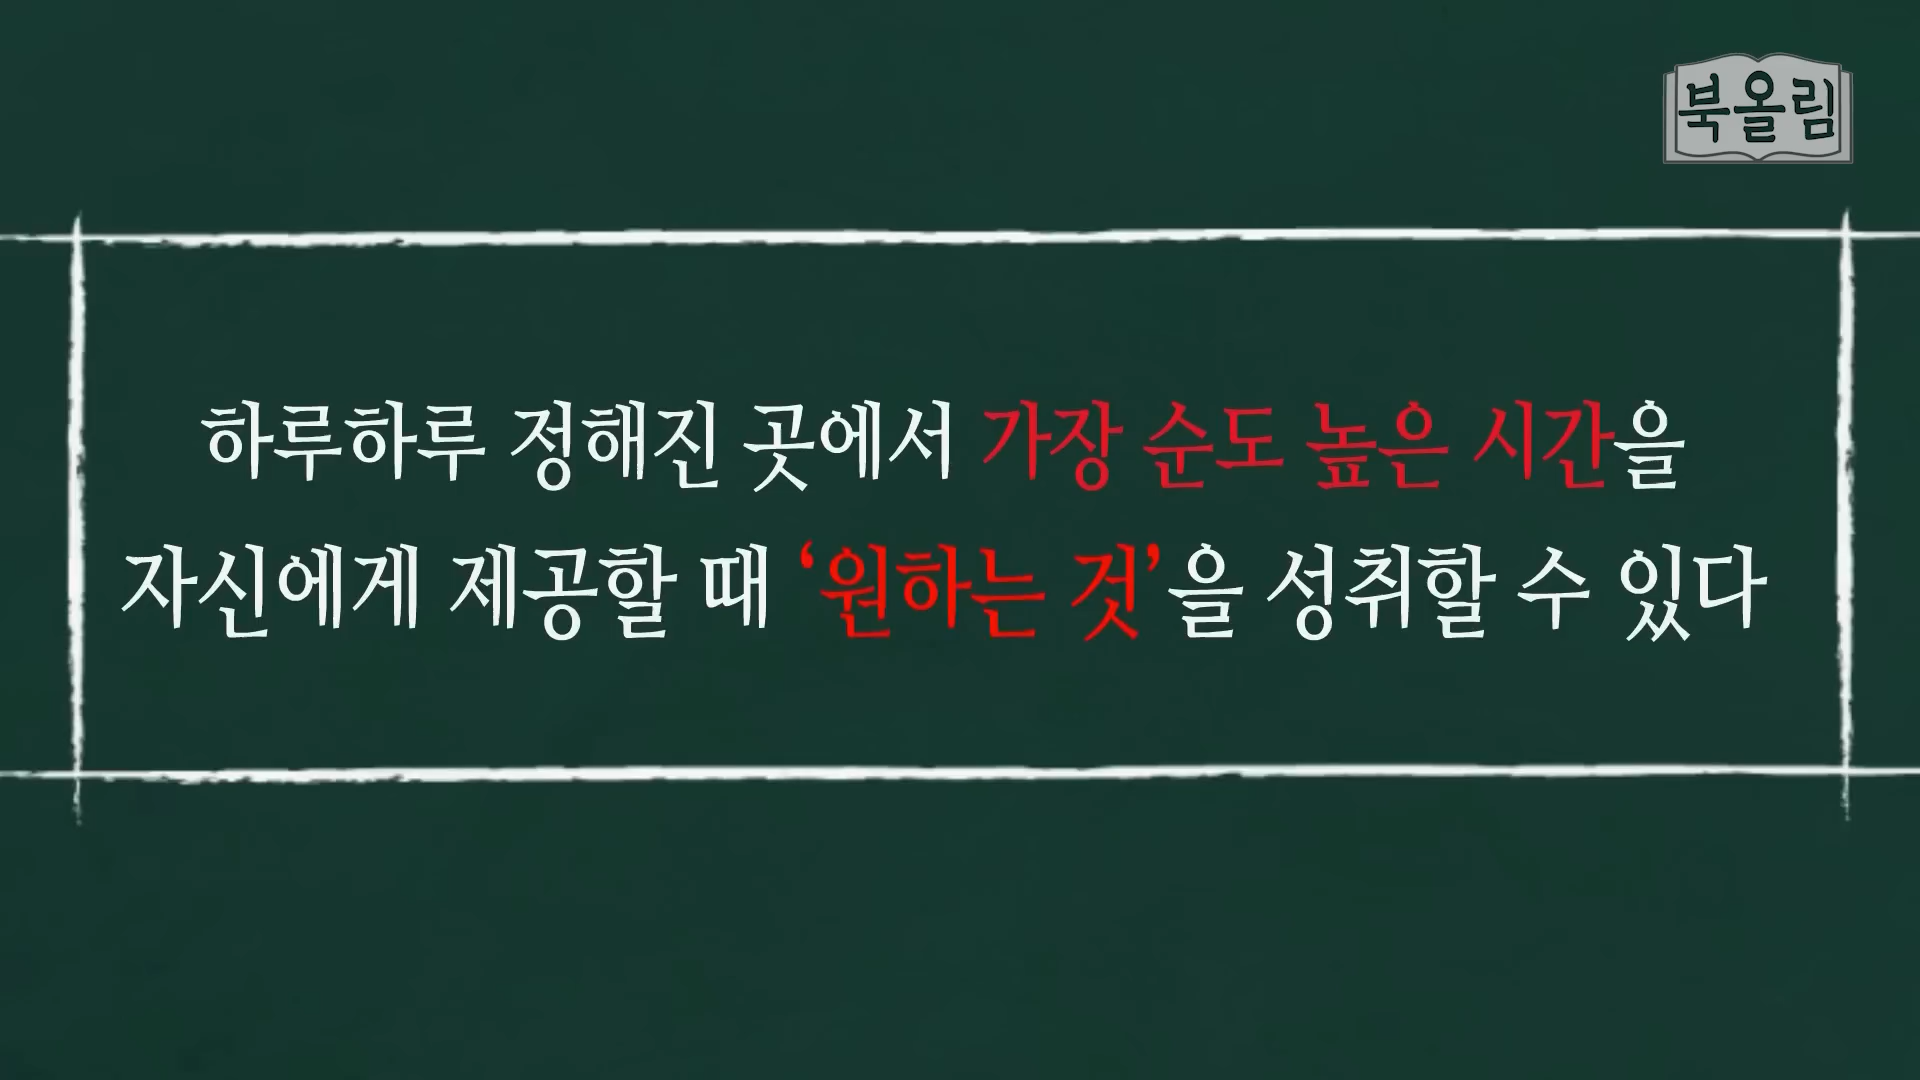 북올림
하루하루 정해진 곳에서 가장 순도 높은 시간을
자신에게 제공할 때 ‘원하는 것’을 성취할 수 있다